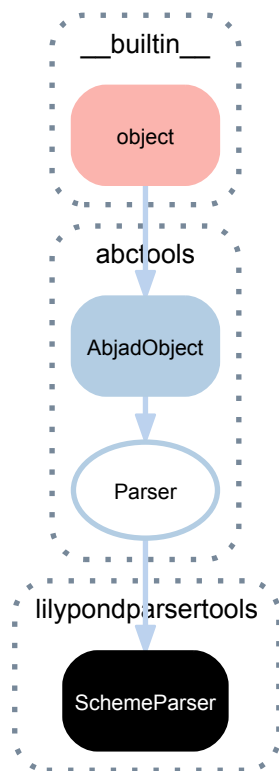 __builtin__
object
abctools
AbjadObject
Parser
lilypondparsertools
SchemeParser